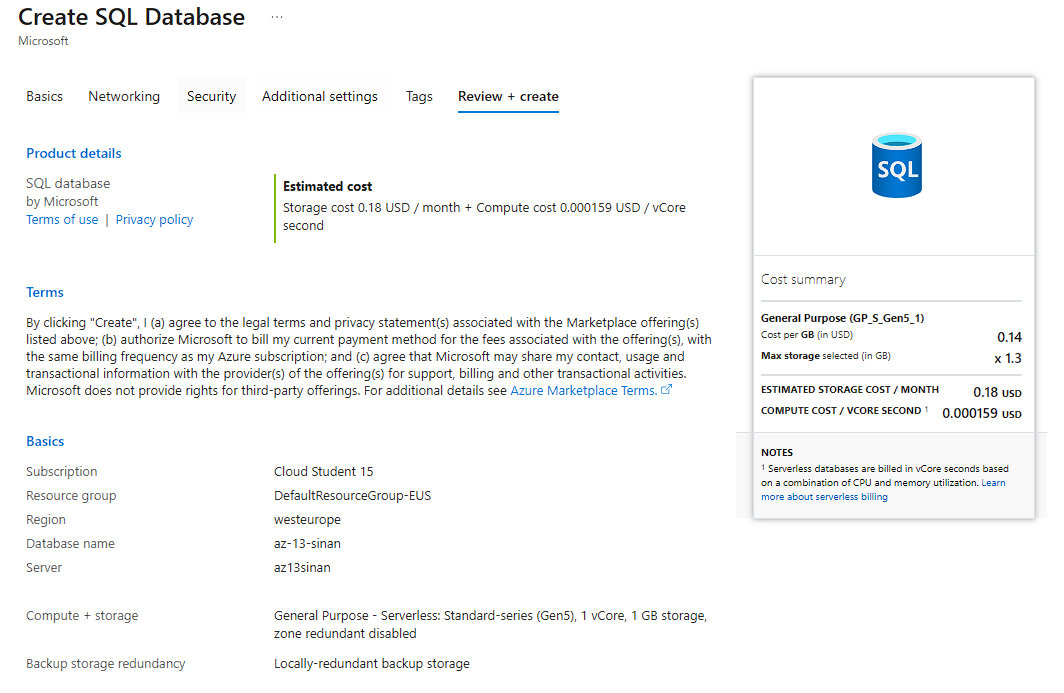 Create SQL Database ...
Microsoft
Basics Networking Security Additional settings Tags Review + create
Product details
SQL database
by Microsoft
Terms of use | Privacy policy
Estimated cost
Storage cost 0.18 USD / month + Compute cost 0.000159 USD / vCore
second
Terms
By clicking "Create", I (a) agree to the legal terms and privacy statement(s) associated with the Marketplace offering(s)
listed above; (b) authorize Microsoft to bill my current payment method for the fees associated with the offering(s), with
the same billing frequency as my Azure subscription; and (c) agree that Microsoft may share my contact, usage and
transactional information with the provider(s) of the offering(s) for support, billing and other transactional activities.
Microsoft does not provide rights for third-party offerings. For additional details see Azure Marketplace Terms.
Basics
Subscription Cloud Student 15
Resource group DefaultResourceGroup-EUS
Region westeurope
Database name az-13-sinan
Server az13sinan
Compute + storage General Purpose - Serverless: Standard-series (Gen5), 1 vCore, 1 GB storage,
zone redundant disabled
Backup storage redundancy Locally-redundant backup storage
SQL
Cost summary
General Purpose (GP_S_Gen5_1)
Cost per GB (in USD) 0.14
Max storage selected (in GB) x 1.3
ESTIMATED STORAGE COST / MONTH 0.18 USD
COMPUTE COST / VCORE SECOND 1 0.000159 USD
NOTES
1 Serverless databases are billed in vCore seconds based
on a combination of CPU and memory utilization. Learn
more about serverless billing